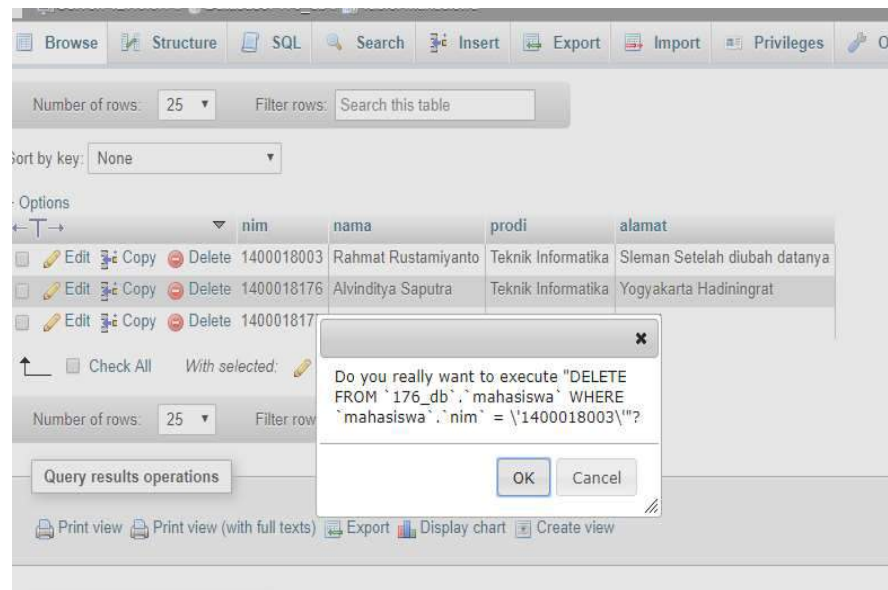 Browse Structure SQL Search Insert Export Import Privileges
Number of rows: 25 Filter rows: Search this table
Sort by key: None
Options
nim nama prodi alamat
Edit Copy Delete 1400018003 Rahmat Rustamiyanto Teknik Informatika Sleman Setelah diubah datanya
Edit Copy Delete 1400018176 Alvinditya Saputra Teknik Informatika Yogyakarta Hadiningrat
Edit Copy Delete
Check All With selected:
Do you really want to execute "DELETE
FROM `176_db`.`mahasiswa` WHERE
`mahasiswa`.`nim` = \'1400018003\'"?
OK Cancel
Number of rows: 25 Filter row
Query results operations
Print view Print view (with full texts) Export Display chart Create view